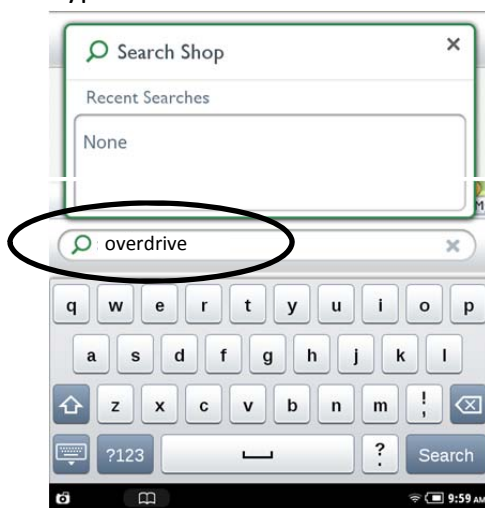 Search Shop ×
Recent Searches
None
M
overdrive ×
q w e r t y u i o p
a s d f g h j k l
z x c v b n m ! ,
?123 ? . Search
9:59 AM